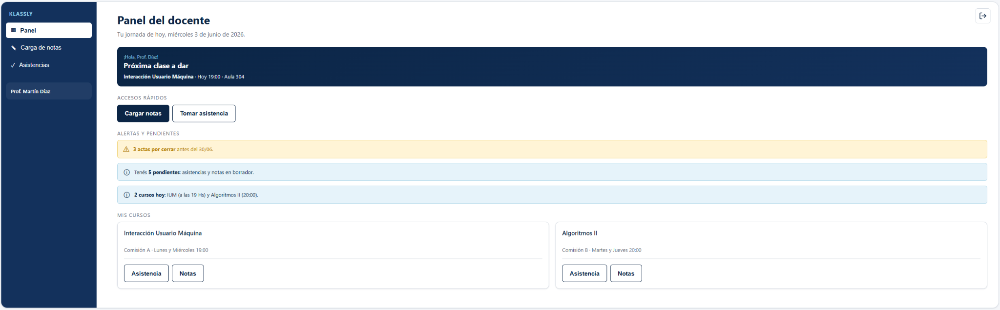 KLASSLY
Panel
Carga de notas
Asistencias
Prof. Martín Díaz
Panel del docente
Tu jornada de hoy, miércoles 3 de junio de 2026.
¡Hola, Prof. Díaz!
Próxima clase a dar
Interacción Usuario Máquina · Hoy 19:00 · Aula 304
ACCESOS RÁPIDOS
Cargar notas
Tomar asistencia
ALERTAS Y PENDIENTES
3 actas por cerrar antes del 30/06.
Tenés 5 pendientes: asistencias y notas en borrador.
2 cursos hoy: IUM (a las 19 Hs) y Algoritmos II (20:00).
MIS CURSOS
Interacción Usuario Máquina
Comisión A · Lunes y Miércoles 19:00
Asistencia
Notas
Algoritmos II
Comisión B · Martes y Jueves 20:00
Asistencia
Notas